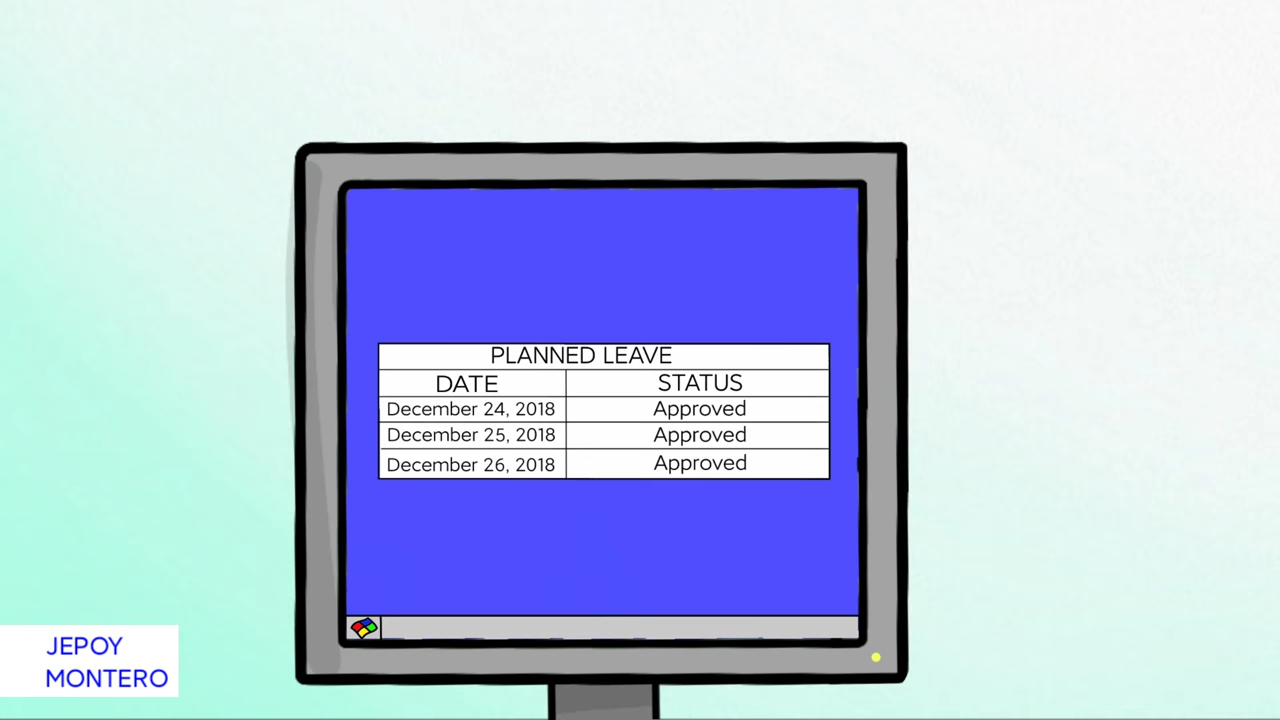 PLANNED LEAVE
DATE STATUS
December 24, 2018 Approved
December 25, 2018 Approved
December 26, 2018 Approved
JEPOY
MONTERO